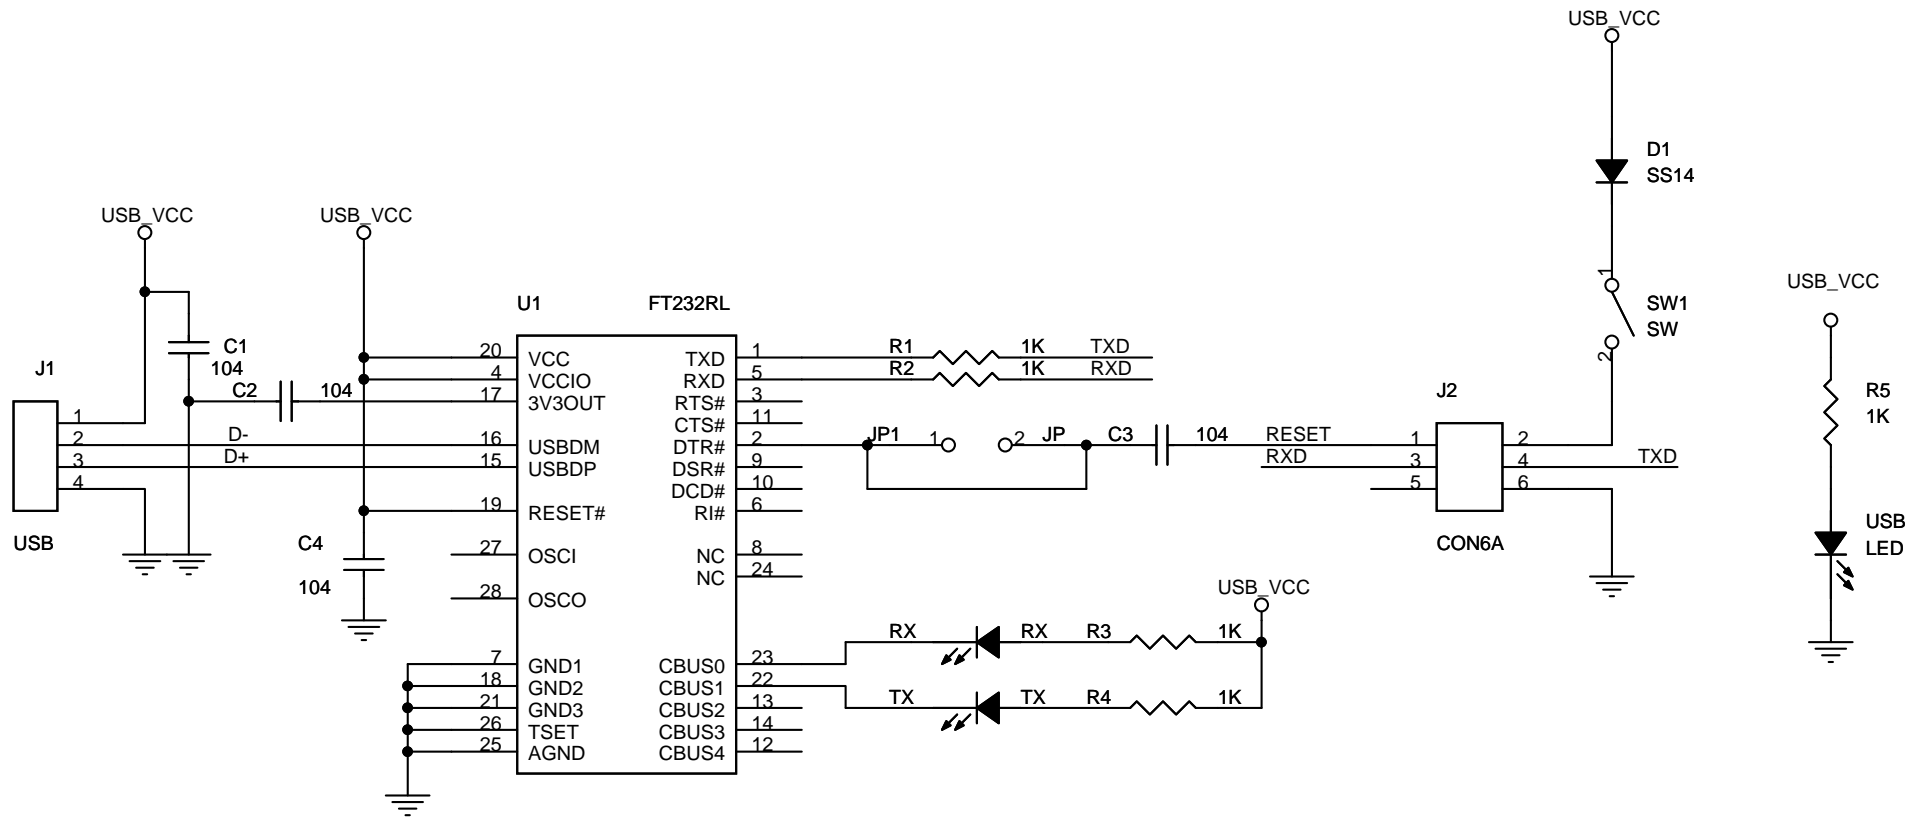 USB_VCC
D1
SS14
USB_VCC
USB_VCC
1
USB_VCC
SW1
SW
2
U1
FT232RL
C1
104
J1
C2
104
1
2
3
4
D-
D+
USB
C4
104
20 VCC
4 VCCIO
17 3V3OUT
16 USBDM
15 USBDP
19 RESET#
27 OSCI
28 OSCO
7 GND1
18 GND2
21 GND3
26 TSET
25 AGND
TXD 1
RXD 5
RTS# 3
CTS# 11
DTR# 2
DSR# 9
DCD# 10
RI# 6
NC 8
NC 24
CBUS0 23
CBUS1 22
CBUS2 13
CBUS3 14
CBUS4 12
R1 1K TXD
R2 1K RXD
JP1 1 2 JP C3 104 RESET
RXD
J2
1 2
3 4
5 6
TXD
CON6A
R5
1K
USB
LED
USB_VCC
RX RX R3 1K
TX TX R4 1K